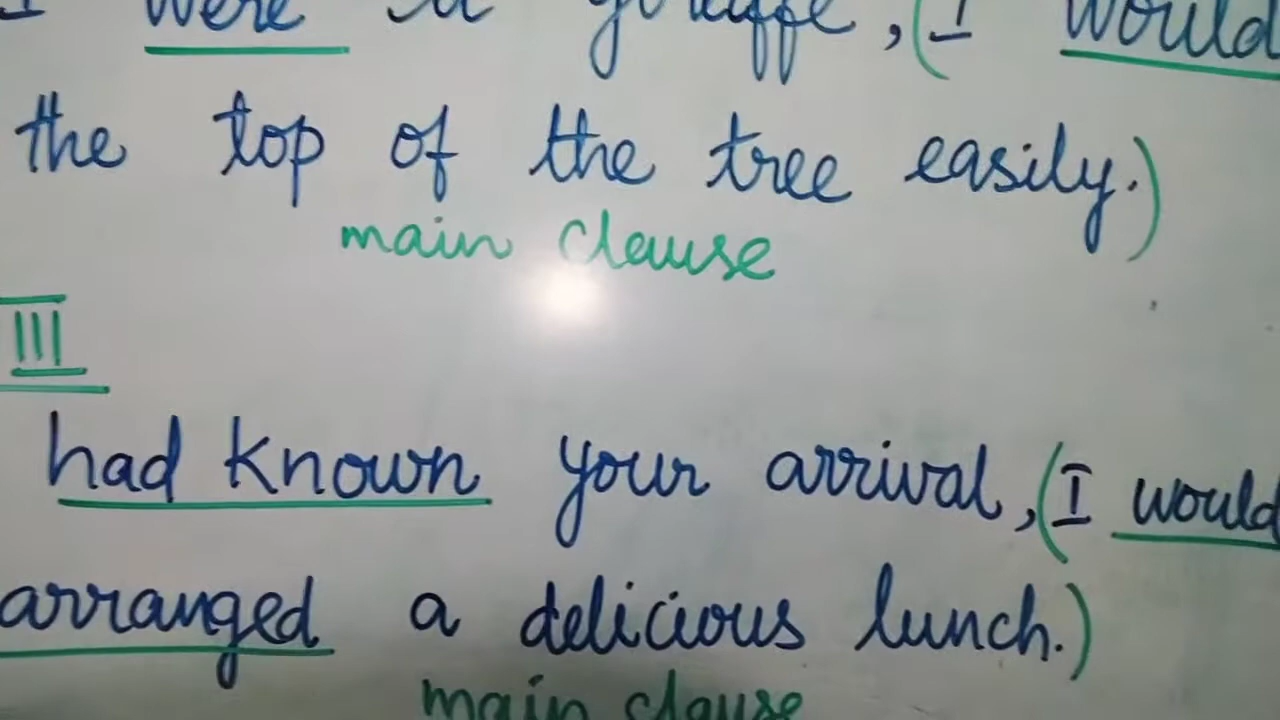 I were a giraffe, (I would
the top of the tree easily.)
main clause
III
had known your arrival, (I would
arranged a delicious lunch.)
main clause